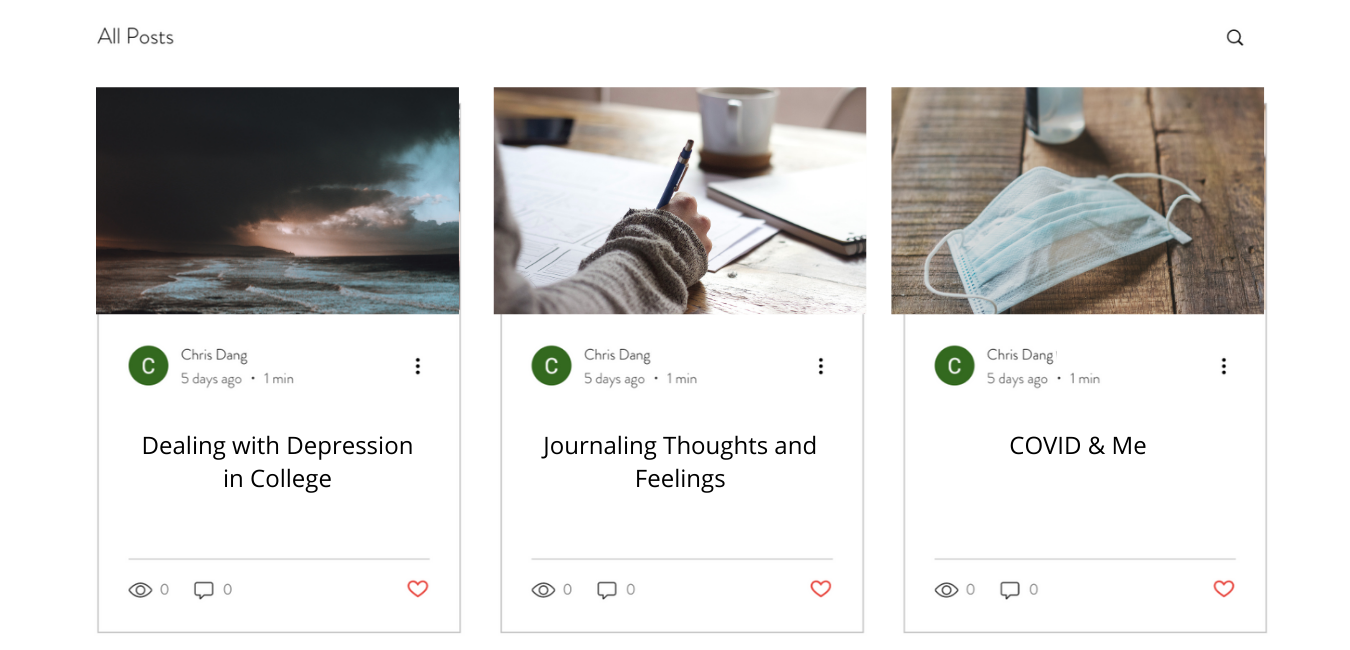 All Posts
C
Chris Dang
5 days ago • 1 min
Dealing with Depression
in College
0
0
C
Chris Dang
5 days ago • 1 min
Journaling Thoughts and
Feelings
0
0
C
Chris Dang
5 days ago • 1 min
COVID & Me
0
0